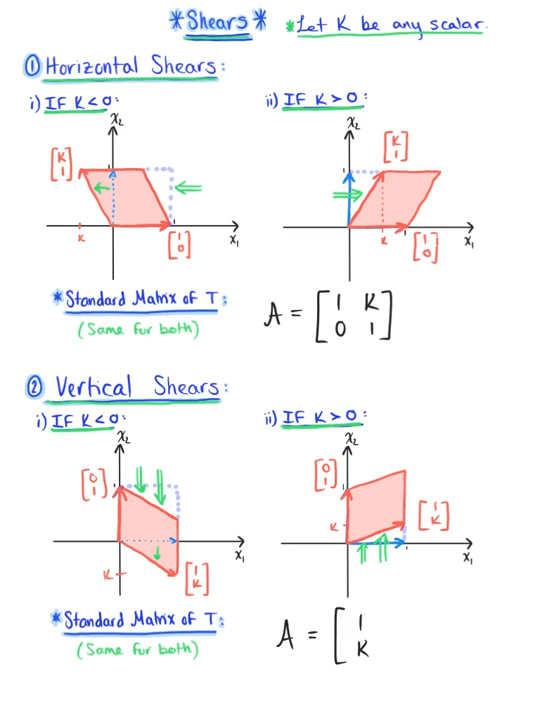 *Shears* *Let K be any scalar.
① Horizontal Shears:
i) IF K < 0:
ii) IF K > 0:
x₂
[K
1]
K
[1
0]
x₁
x₂
[K
1]
K
[1
0]
x₁
*Standard Matrix of T:
(Same for both)
A = [1 K
0 1]
② Vertical Shears:
i) IF K < 0:
ii) IF K > 0:
x₂
[0
1]
K
[1
K]
x₁
x₂
[0
1]
K
[1
K]
x₁
*Standard Matrix of T:
(Same for both)
A = [1
K